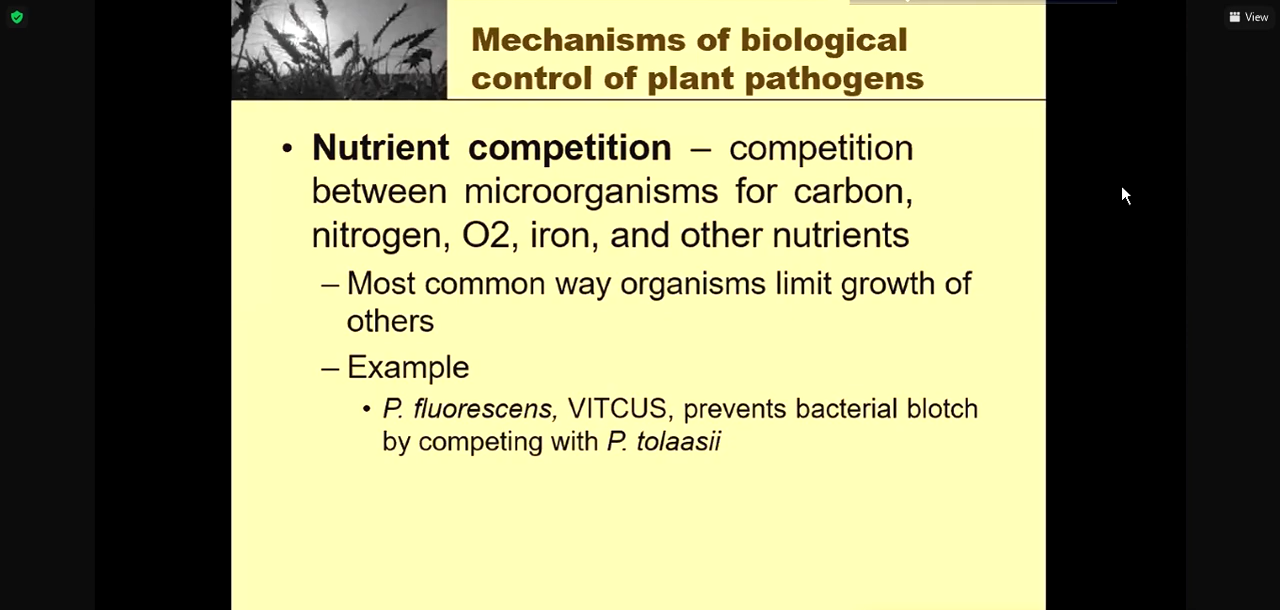 View
Mechanisms of biological
control of plant pathogens
• Nutrient competition – competition
between microorganisms for carbon,
nitrogen, O2, iron, and other nutrients
– Most common way organisms limit growth of
others
– Example
• P. fluorescens, VITCUS, prevents bacterial blotch
by competing with P. tolaasii